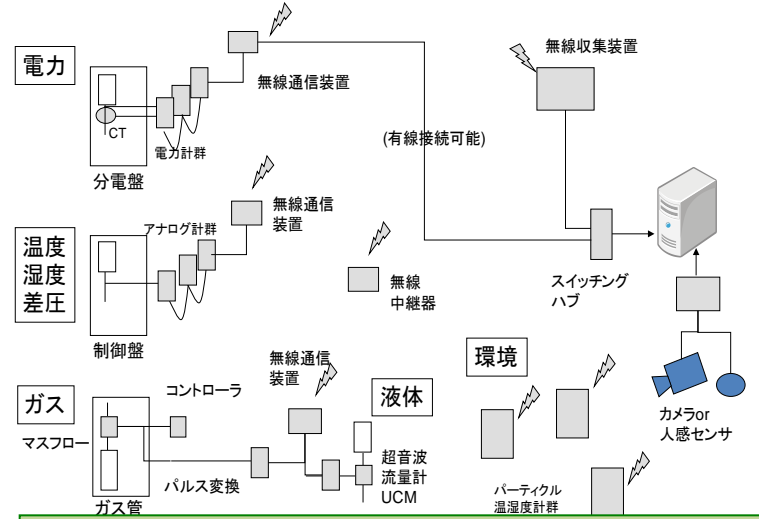 電力
CT
分電盤
電力計群
無線通信装置
(有線接続可能)
無線収集装置
温度
湿度
差圧
制御盤
アナログ計群
無線通信
装置
無線
中継器
スイッチング
ハブ
カメラor
人感センサ
ガス
マスフロー
コントローラ
ガス管
パルス変換
無線通信
装置
液体
超音波
流量計
UCM
環境
パーティクル
温湿度計群